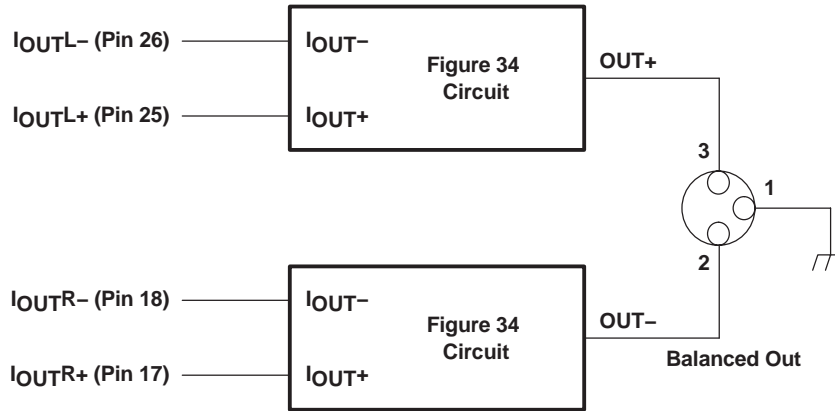 IOUTL− (Pin 26)
IOUT−
IOUTL+ (Pin 25)
IOUT+
Figure 34
Circuit
OUT+
3
1
2
IOUTR− (Pin 18)
IOUT−
IOUTR+ (Pin 17)
IOUT+
Figure 34
Circuit
OUT−
Balanced Out